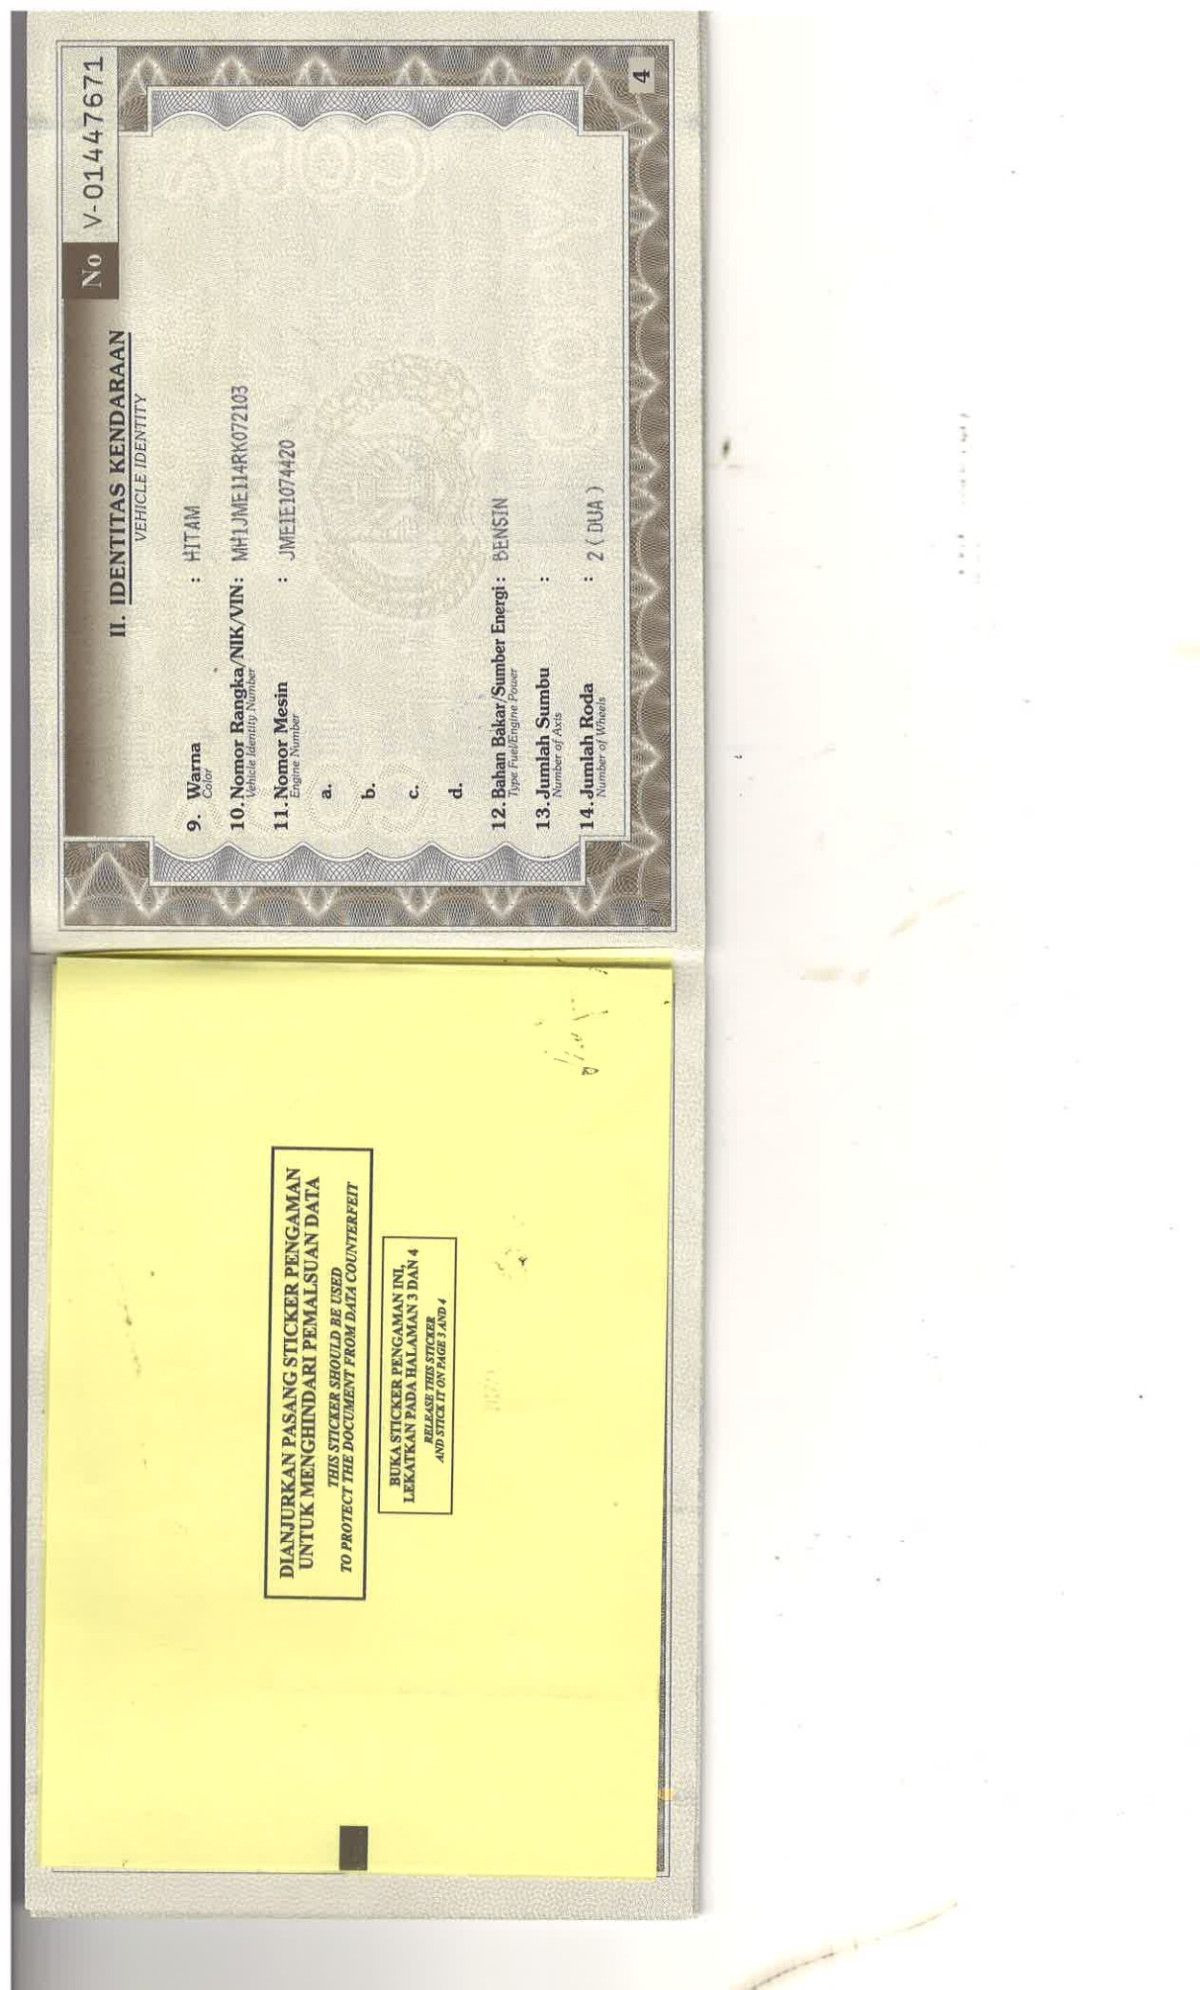 DIANJURKAN PASANG STICKER PENGAMAN
UNTUK MENGHINDARI PEMALSUAN DATA
THIS STICKER SHOULD BE USED
TO PROTECT THE DOCUMENT FROM DATA COUNTERFEIT
BUKA STICKER PENGAMAN INI,
LEKATKAN PADA HALAMAN 3 DAN 4
RELEASE THIS STICKER
AND STICK IT ON PAGE 3 AND 4
No V-01447671
II. IDENTITAS KENDARAAN
VEHICLE IDENTITY
9. Warna : HITAM
Color
10. Nomor Rangka/NIK/VIN : MH1JME114RK072103
Vehicle Identity Number
11. Nomor Mesin : JME1E1074420
Engine Number
a.
b.
c.
d.
12. Bahan Bakar/Sumber Energi : BENSIN
Type Fuel/Engine Power
13. Jumlah Sumbu :
Number of Axis
14. Jumlah Roda : 2 ( DUA )
Number of Wheels
4